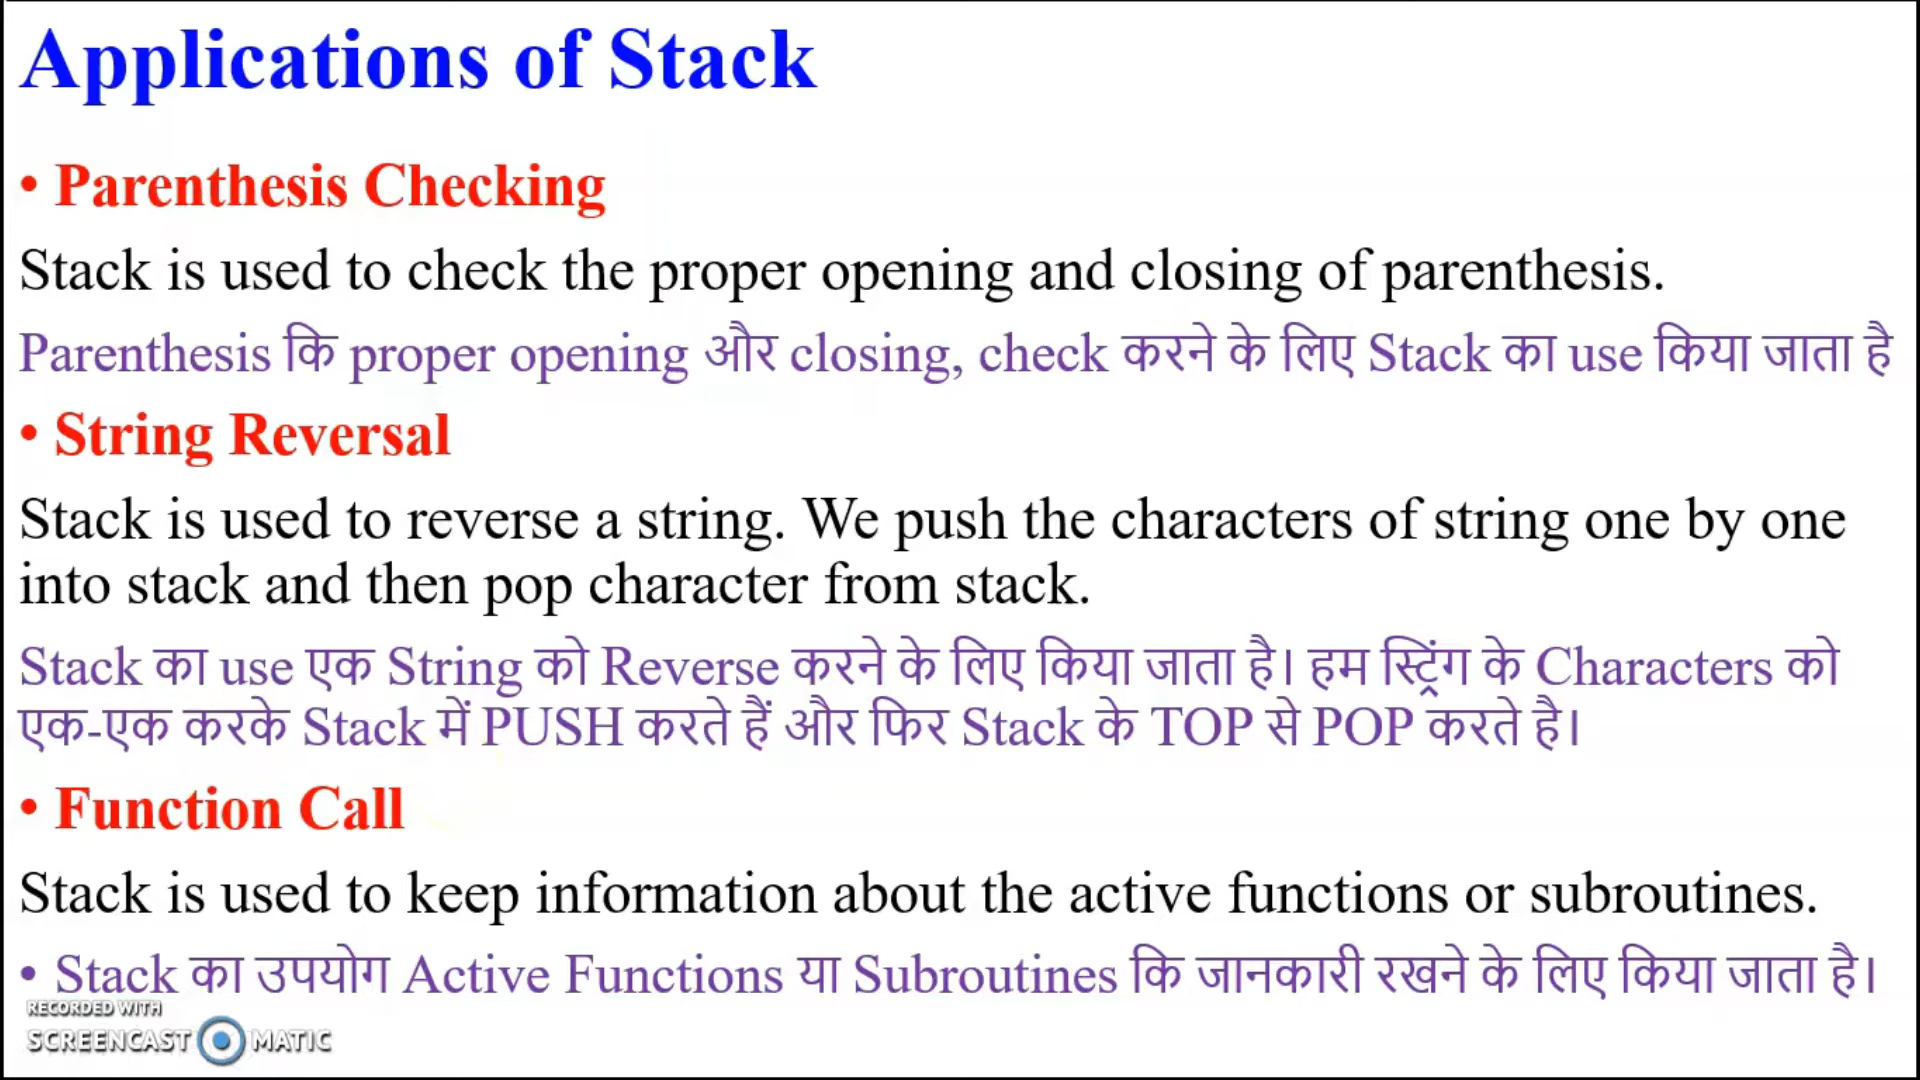 Applications of Stack
• Parenthesis Checking
Stack is used to check the proper opening and closing of parenthesis.
Parenthesis कि proper opening और closing, check करने के लिए Stack का use किया जाता है
• String Reversal
Stack is used to reverse a string. We push the characters of string one by one
into stack and then pop character from stack.
Stack का use एक String को Reverse करने के लिए किया जाता है। हम स्ट्रिंग के Characters को
एक-एक करके Stack में PUSH करते हैं और फिर Stack के TOP से POP करते है।
• Function Call
Stack is used to keep information about the active functions or subroutines.
• Stack का उपयोग Active Functions या Subroutines कि जानकारी रखने के लिए किया जाता है।
RECORDED WITH
SCREENCAST MATIC